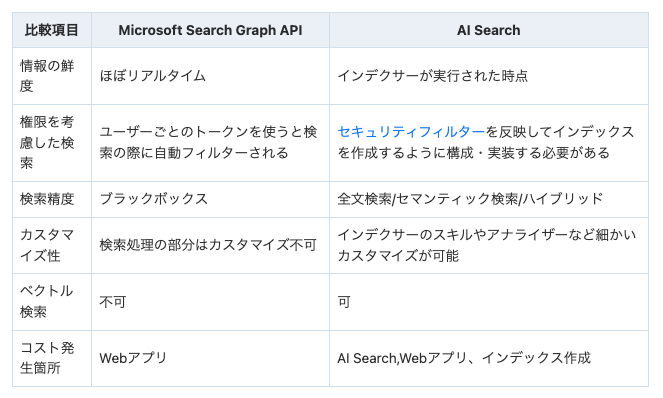 比較項目
Microsoft Search Graph API
AI Search
情報の鮮
度
ほぼリアルタイム
インデクサーが実行された時点
権限を考
慮した検
索
ユーザーごとのトークンを使うと検
索の際に自動フィルターされる
セキュリティフィルターを反映してインデックス
を作成するように構成・実装する必要がある
検索精度
ブラックボックス
全文検索/セマンティック検索/ハイブリッド
カスタマ
イズ性
検索処理の部分はカスタマイズ不可
インデクサーのスキルやアナライザーなど細かい
カスタマイズが可能
ベクトル
検索
不可
可
コスト発
生箇所
Webアプリ
AI Search,Webアプリ、インデックス作成